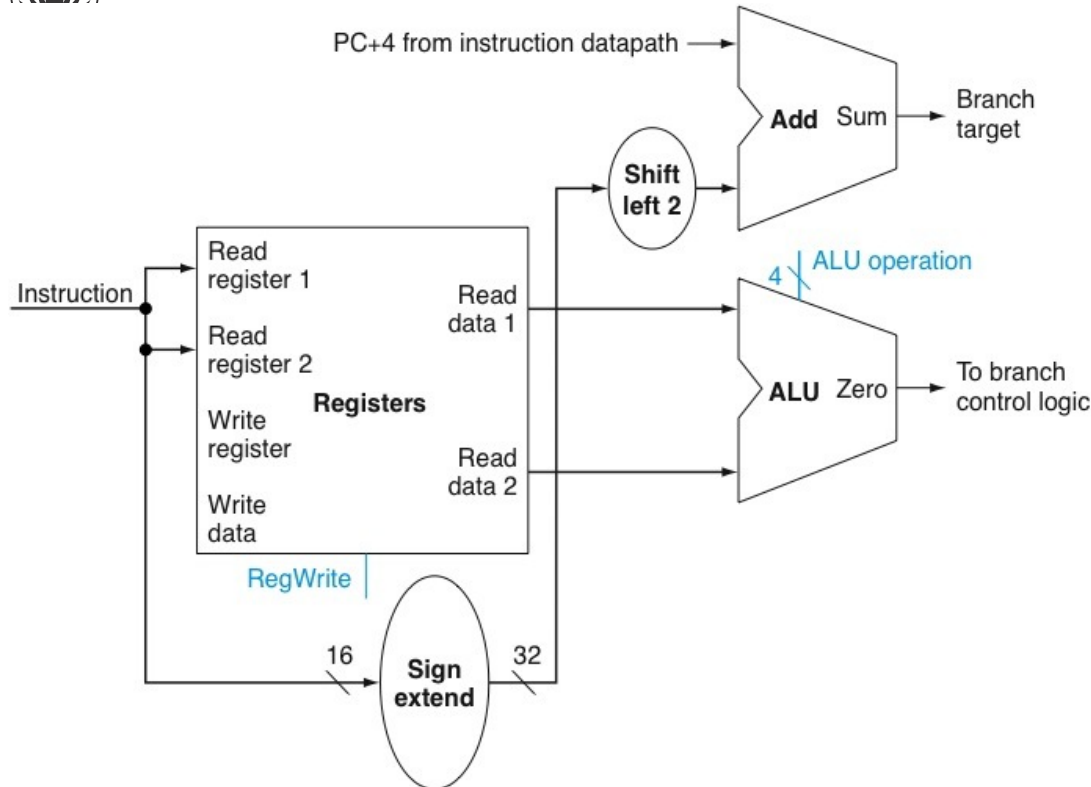 PC+4 from instruction datapath
Add Sum
Branch
target
Shift
left 2
4
ALU operation
Instruction
Read
register 1
Read
data 1
Read
register 2
Registers
ALU Zero
To branch
control logic
Write
register
Read
data 2
Write
data
RegWrite
16
Sign
extend
32